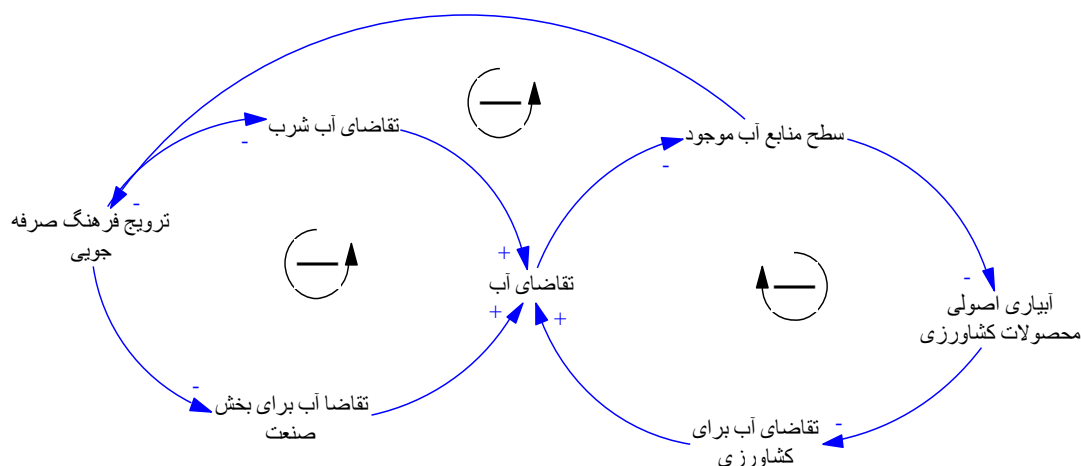 تقاضای آب شرب
سطح منابع آب موجود
-
-
-
ترویج فرهنگ صرفه
جویی
+
تقاضای آب
-
آبیاری اصولی
محصولات کشاورزی
+
+
-
تقاضا آب برای بخش
صنعت
-
تقاضای آب برای
کشاورزی